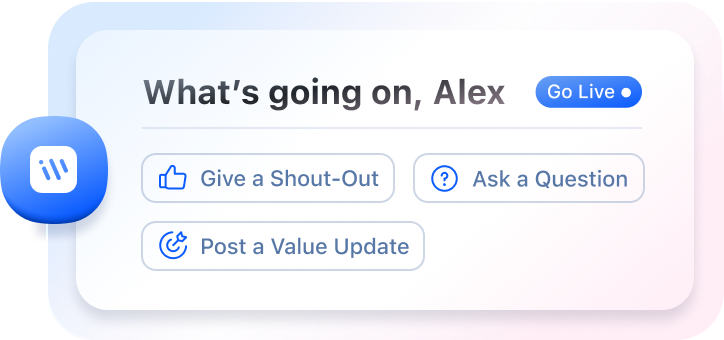 What’s going on, Alex
Go Live
Give a Shout-Out
Ask a Question
Post a Value Update